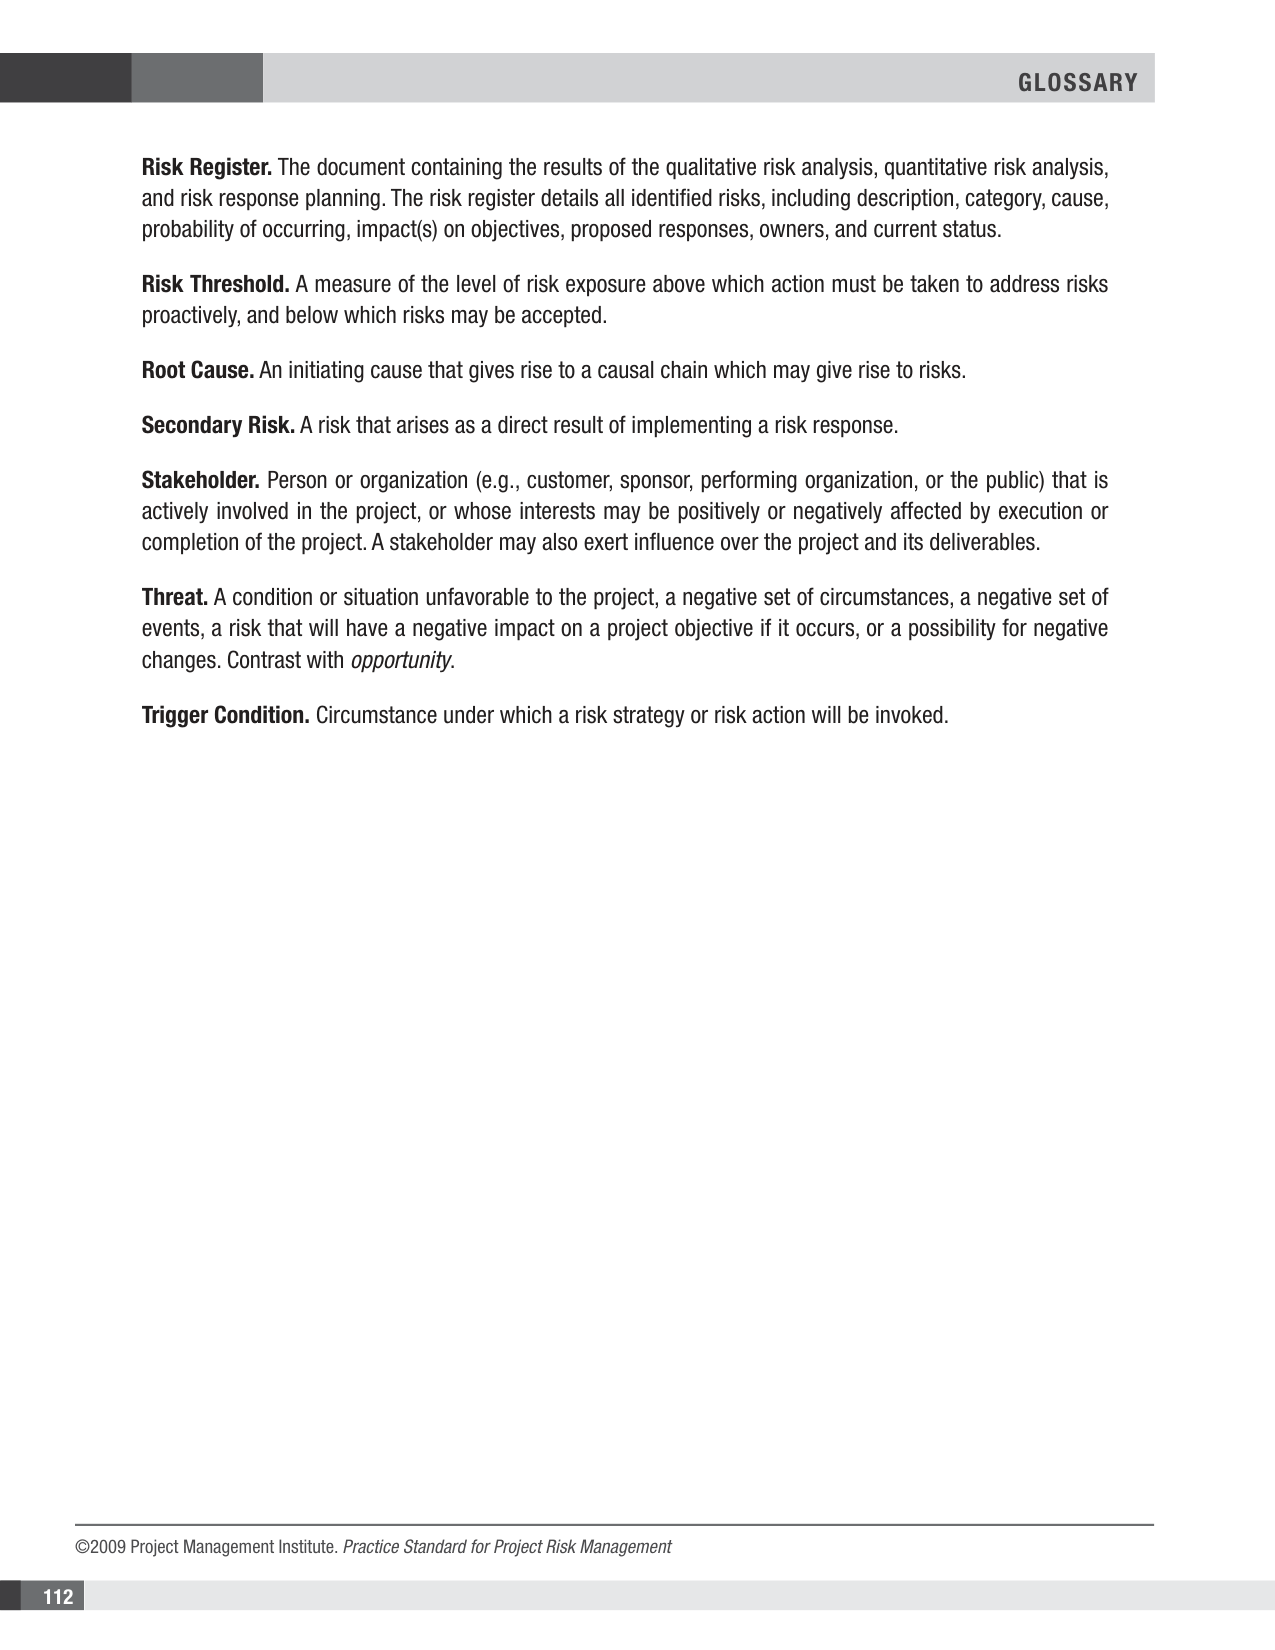 GLOSSARY
Risk Register. The document containing the results of the qualitative risk analysis, quantitative risk analysis,
and risk response planning. The risk register details all identified risks, including description, category, cause,
probability of occurring, impact(s) on objectives, proposed responses, owners, and current status.
Risk Threshold. A measure of the level of risk exposure above which action must be taken to address risks
proactively, and below which risks may be accepted.
Root Cause. An initiating cause that gives rise to a causal chain which may give rise to risks.
Secondary Risk. A risk that arises as a direct result of implementing a risk response.
Stakeholder. Person or organization (e.g., customer, sponsor, performing organization, or the public) that is
actively involved in the project, or whose interests may be positively or negatively affected by execution or
completion of the project. A stakeholder may also exert influence over the project and its deliverables.
Threat. A condition or situation unfavorable to the project, a negative set of circumstances, a negative set of
events, a risk that will have a negative impact on a project objective if it occurs, or a possibility for negative
changes. Contrast with opportunity.
Trigger Condition. Circumstance under which a risk strategy or risk action will be invoked.
©2009 Project Management Institute. Practice Standard for Project Risk Management
112